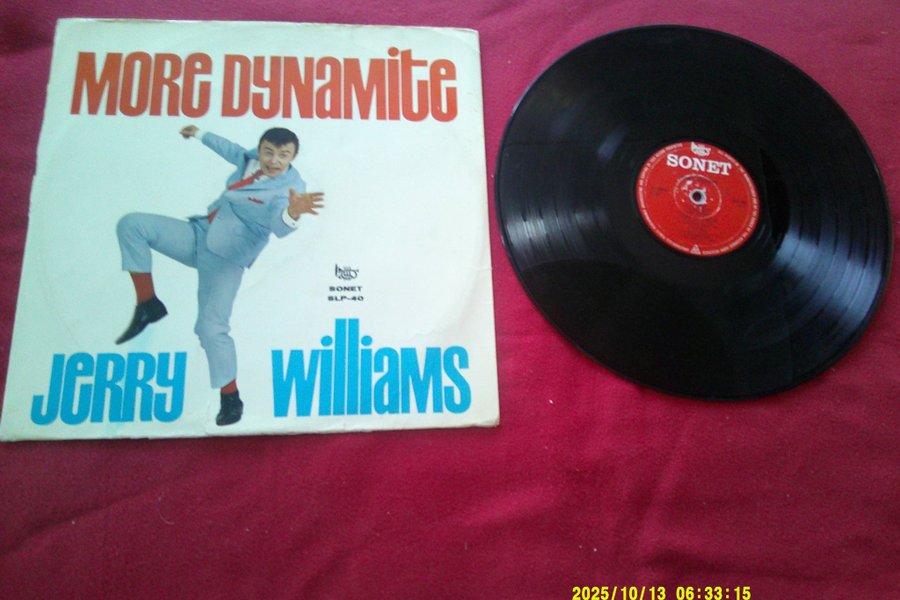 MORE DYNAMITE
SONET
SLP-40
JERRY WILLIAMS
SONET
2025/10/13 06:33:15